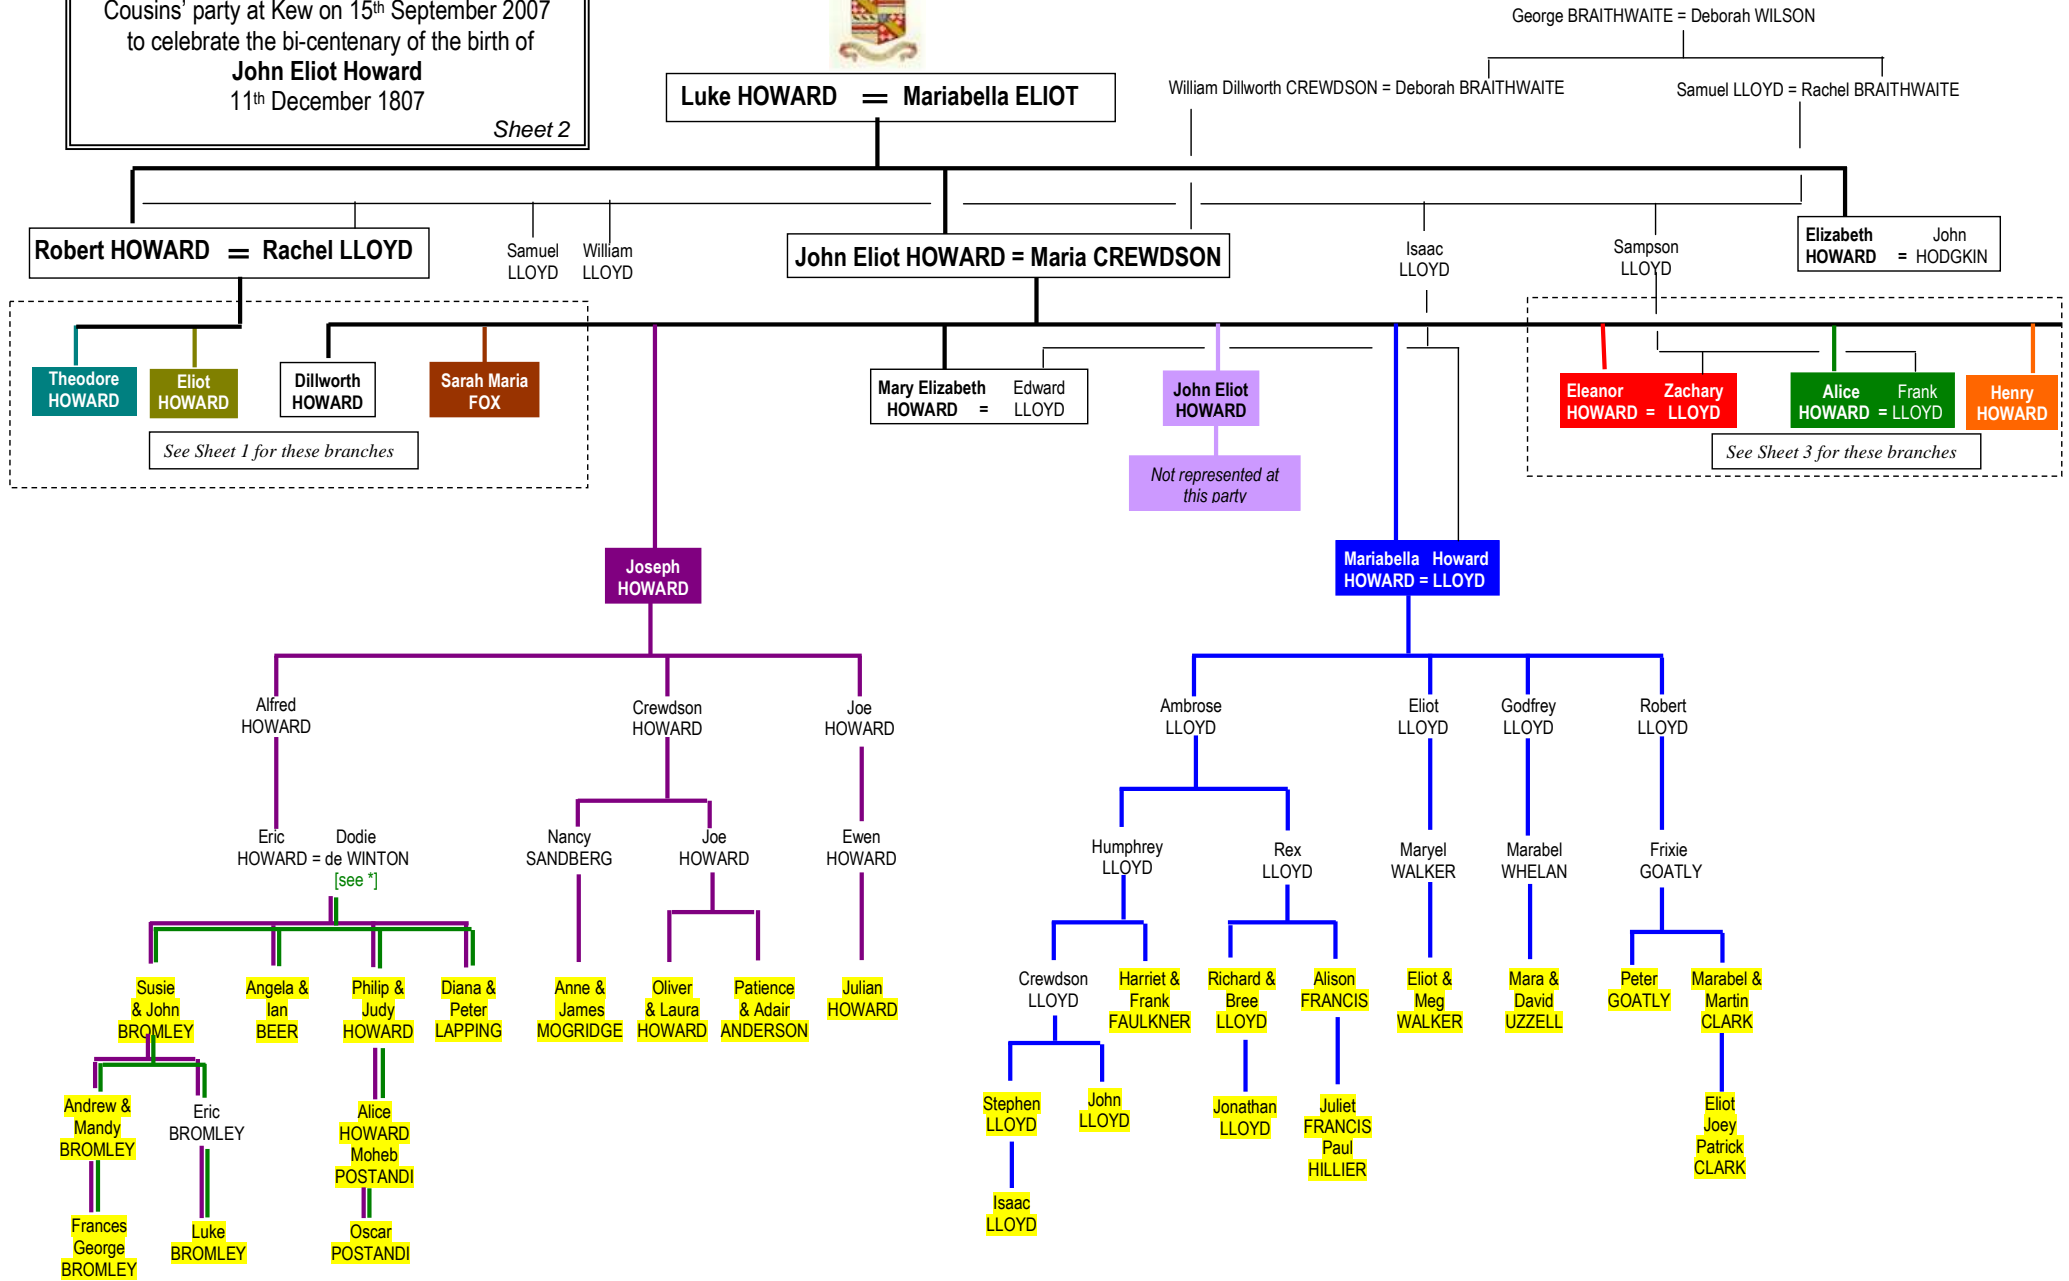 Cousins' party at Kew on 15th September 2007
to celebrate the bi-centenary of the birth of
John Eliot Howard
11th December 1807
Sheet 2
George BRAITHWAITE = Deborah WILSON
Luke HOWARD = Mariabella ELIOT
William Dillworth CREWDSON = Deborah BRAITHWAITE
Samuel LLOYD = Rachel BRAITHWAITE
Robert HOWARD = Rachel LLOYD
Samuel
LLOYD
William
LLOYD
John Eliot HOWARD = Maria CREWDSON
Isaac
LLOYD
Sampson
LLOYD
Elizabeth John
HOWARD = HODGKIN
Theodore
HOWARD
Eliot
HOWARD
Dillworth
HOWARD
Sarah Maria
FOX
See Sheet 1 for these branches
Mary Elizabeth Edward
HOWARD = LLOYD
John Eliot
HOWARD
Not represented at
this party
Eleanor Zachary
HOWARD = LLOYD
Alice Frank
HOWARD = LLOYD
Henry
HOWARD
See Sheet 3 for these branches
Joseph
HOWARD
Mariabella Howard
HOWARD = LLOYD
Alfred
HOWARD
Crewdson
HOWARD
Joe
HOWARD
Ambrose
LLOYD
Eliot
LLOYD
Godfrey
LLOYD
Robert
LLOYD
Eric Dodie
HOWARD = de WINTON
[see *]
Nancy
SANDBERG
Joe
HOWARD
Ewen
HOWARD
Humphrey
LLOYD
Rex
LLOYD
Maryel
WALKER
Marabel
WHELAN
Frixie
GOATLY
Susie
& John
BROMLEY
Angela &
Ian
BEER
Philip &
Judy
HOWARD
Diana &
Peter
LAPPING
Anne &
James
MOGRIDGE
Oliver
& Laura
HOWARD
Patience
& Adair
ANDERSON
Julian
HOWARD
Crewdson
LLOYD
Harriet &
Frank
FAULKNER
Richard &
Bree
LLOYD
Alison
FRANCIS
Eliot &
Meg
WALKER
Mara &
David
UZZELL
Peter
GOATLY
Marabel &
Martin
CLARK
Andrew &
Mandy
BROMLEY
Eric
BROMLEY
Alice
HOWARD
Moheb
POSTANDI
Stephen
LLOYD
John
LLOYD
Jonathan
LLOYD
Juliet
FRANCIS
Paul
HILLIER
Eliot
Joey
Patrick
CLARK
Frances
George
BROMLEY
Luke
BROMLEY
Oscar
POSTANDI
Isaac
LLOYD